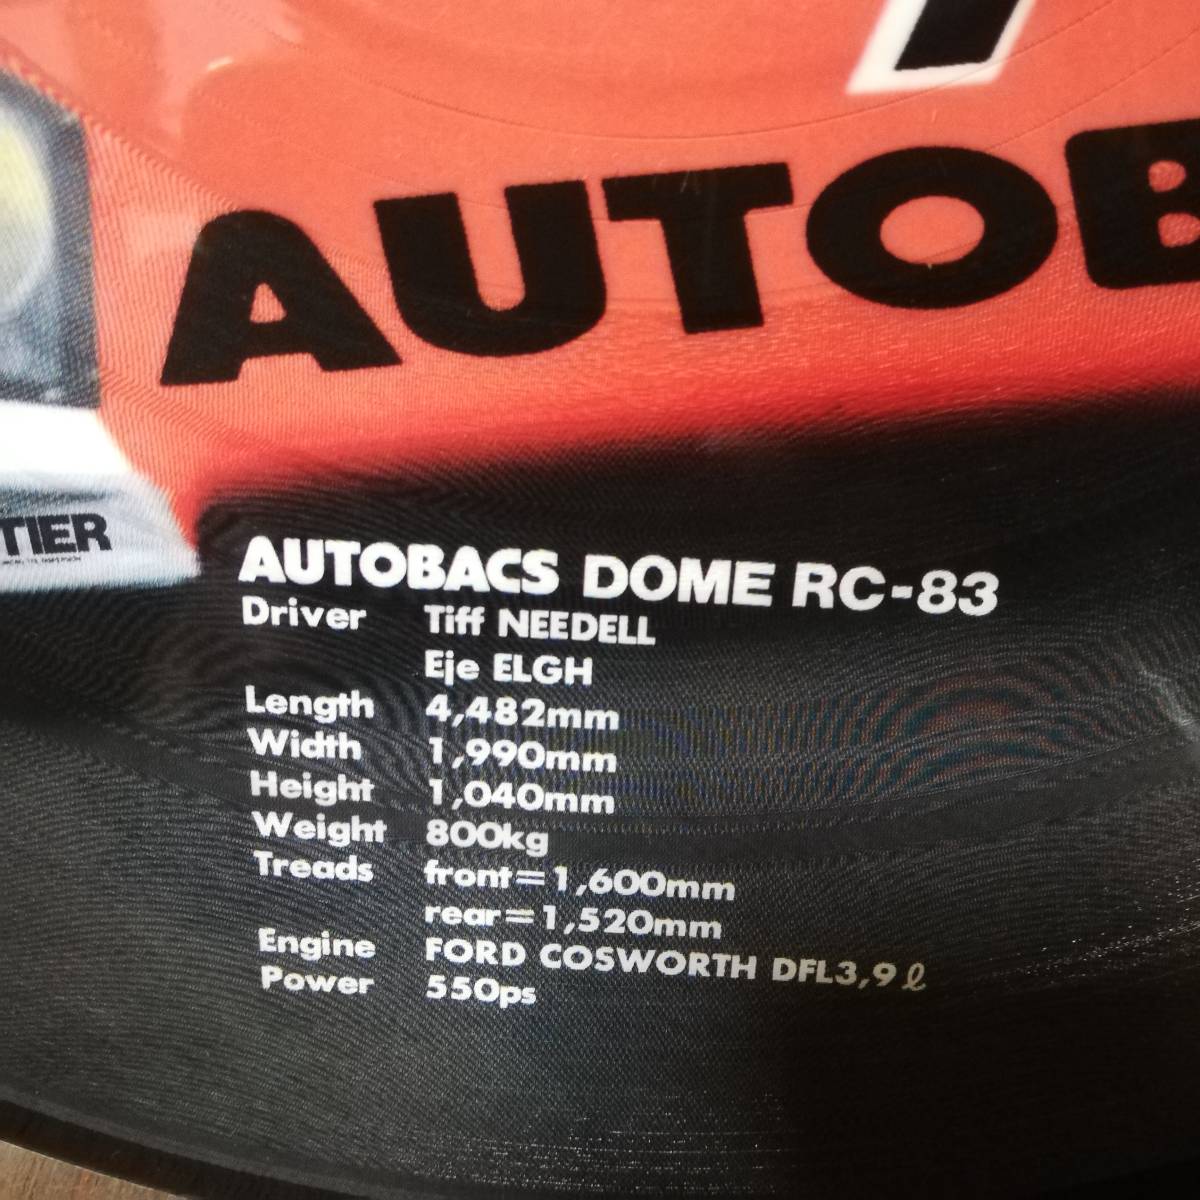 AUTOB
TIER
AUTOBACS DOME RC-83
Driver Tiff NEEDELL
Eje ELGH
Length 4,482mm
Width 1,990mm
Height 1,040mm
Weight 800kg
Treads front=1,600mm
rear=1,520mm
Engine FORD COSWORTH DFL3,9ℓ
Power 550ps